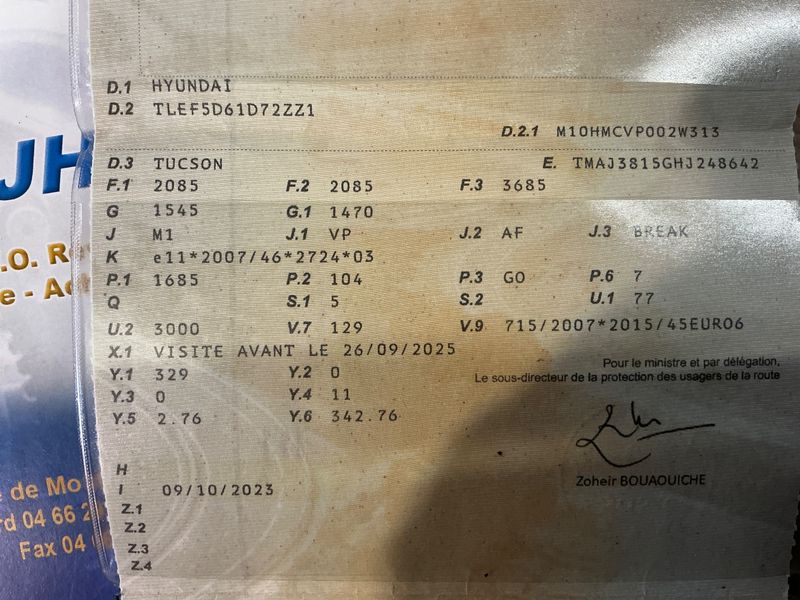 D.1 HYUNDAI
D.2 TLEF5D61D72ZZ1
D.2.1 M10HMCVP002W313
D.3 TUCSON E. TMAJ3815GHJ248642
F.1 2085 F.2 2085 F.3 3685
G 1545 G.1 1470
J M1 J.1 VP J.2 AF J.3 BREAK
K e11*2007/46*2724*03
P.1 1685 P.2 104 P.3 GO P.6 7
Q S.1 5 S.2 U.1 77
U.2 3000 V.7 129 V.9 715/2007*2015/45EURO6
X.1 VISITE AVANT LE 26/09/2025
Y.1 329 Y.2 0
Y.3 0 Y.4 11
Y.5 2.76 Y.6 342.76
Pour le ministre et par délégation,
Le sous-directeur de la protection des usagers de la route
Zoheir BOUAOUICHE
H
I 09/10/2023
Z.1
Z.2
Z.3
Z.4
JH
.O. R
e - A
de Mo
rd 04 66 2
Fax 04